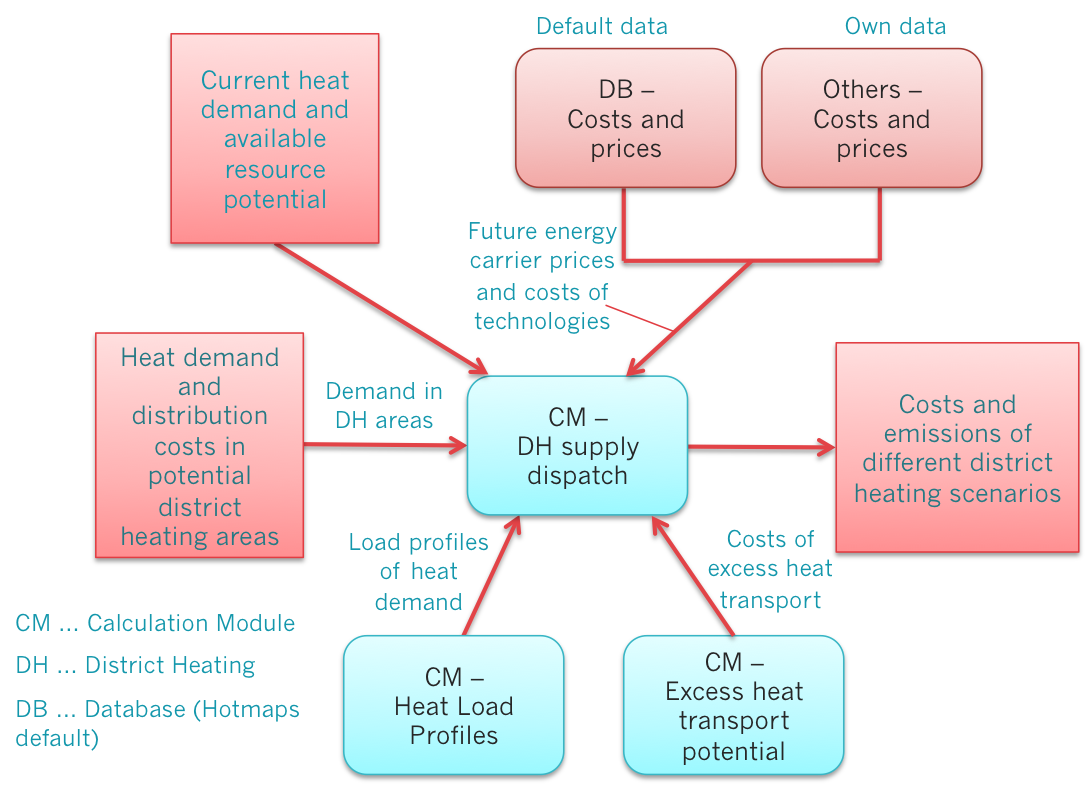 Default data
Own data
Current heat
demand and
available
resource
potential
DB –
Costs and
prices
Others –
Costs and
prices
Future energy
carrier prices
and costs of
technologies
Heat demand
and
distribution
costs in
potential
district
heating areas
Demand in
DH areas
CM –
DH supply
dispatch
Costs and
emissions of
different district
heating scenarios
Load profiles
of heat
demand
Costs of
excess heat
transport
CM ... Calculation Module
DH ... District Heating
DB ... Database (Hotmaps
default)
CM –
Heat Load
Profiles
CM –
Excess heat
transport
potential